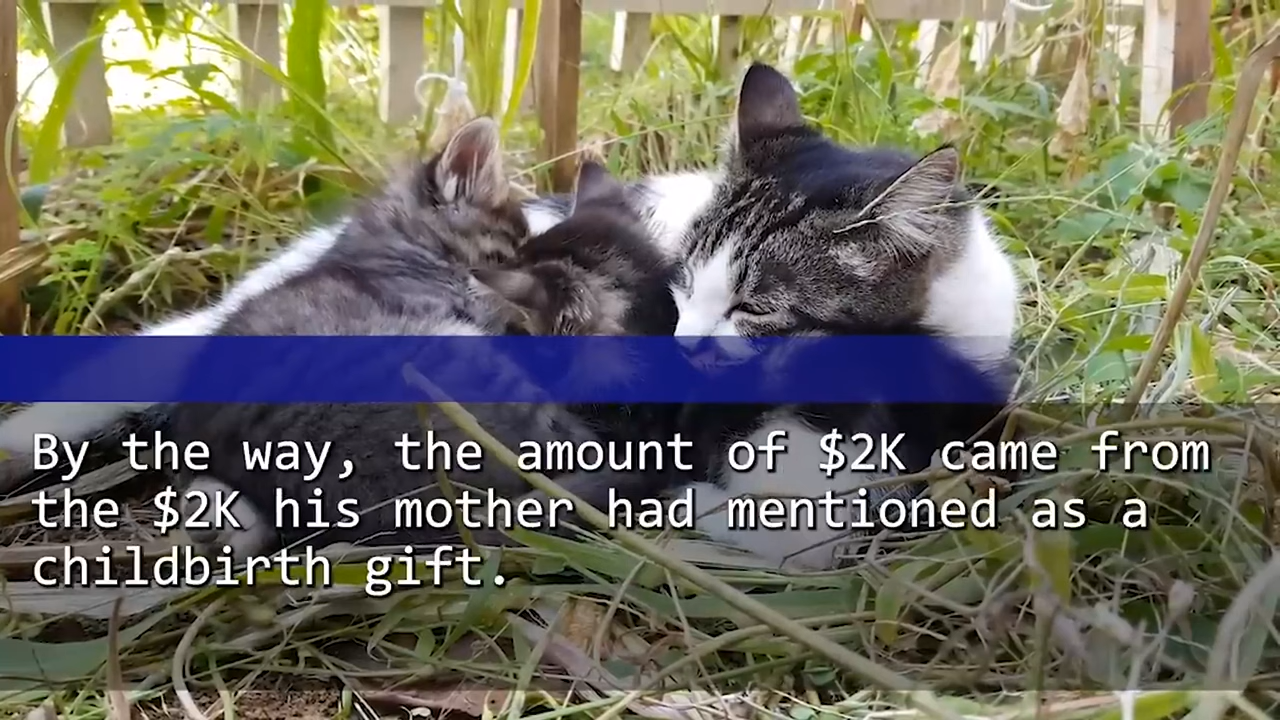 By the way, the amount of $2K came from
the $2K his mother had mentioned as a
childbirth gift.